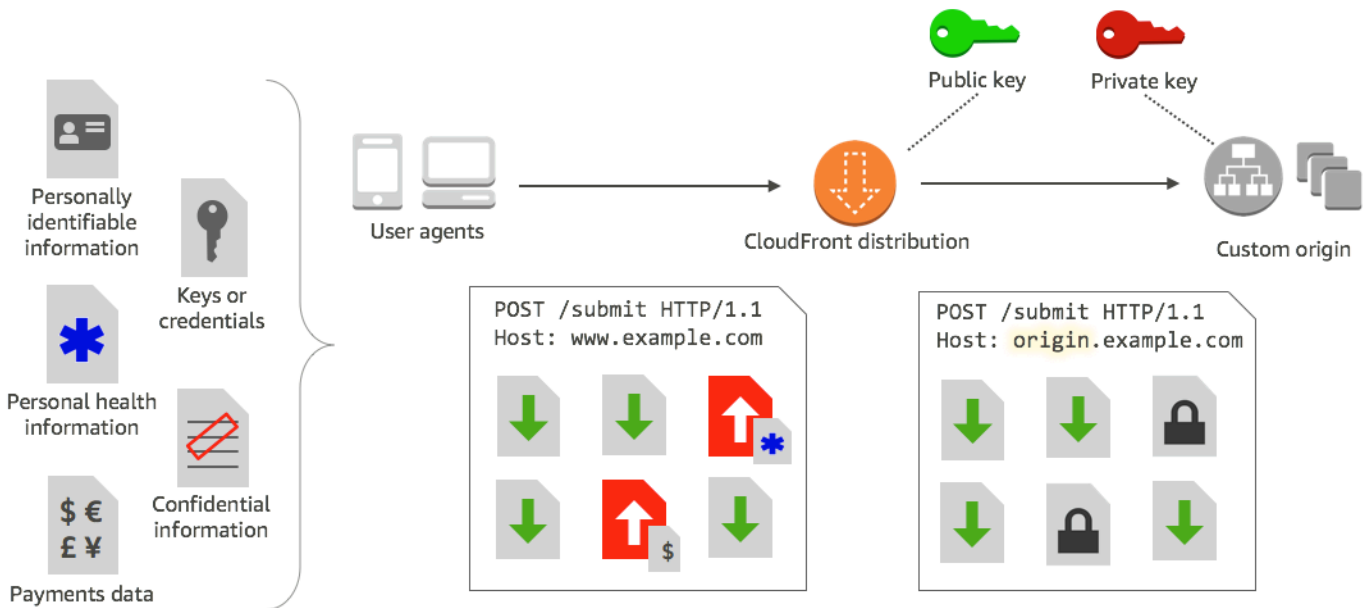 Public key
Private key
Personally
identifiable
information
Keys or
credentials
Personal health
information
Confidential
information
$ €
£ ¥
Payments data
User agents
CloudFront distribution
Custom origin
POST /submit HTTP/1.1
Host: www.example.com
$
POST /submit HTTP/1.1
Host: origin.example.com